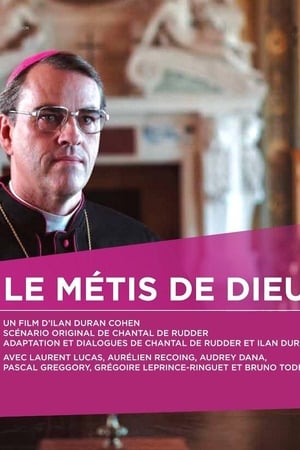 LE MÉTIS DE DIEU
UN FILM D'ILAN DURAN COHEN
SCÉNARIO ORIGINAL DE CHANTAL DE RUDDER
ADAPTATION ET DIALOGUES DE CHANTAL DE RUDDER ET ILAN DUR
AVEC LAURENT LUCAS, AURÉLIEN RECOING, AUDREY DANA,
PASCAL GREGGORY, GRÉGOIRE LEPRINCE-RINGUET ET BRUNO TODE